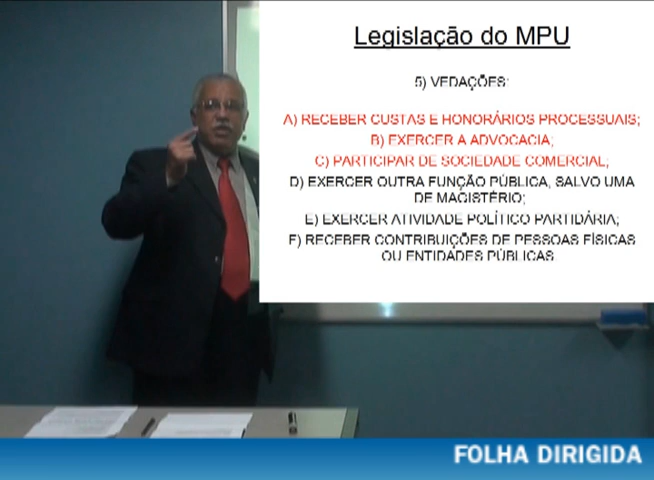 Legislação do MPU
5) VEDAÇÕES:
A) RECEBER CUSTAS E HONORÁRIOS PROCESSUAIS;
B) EXERCER A ADVOCACIA;
C) PARTICIPAR DE SOCIEDADE COMERCIAL;
D) EXERCER OUTRA FUNÇÃO PÚBLICA, SALVO UMA
DE MAGISTÉRIO;
E) EXERCER ATIVIDADE POLÍTICO PARTIDÁRIA;
F) RECEBER CONTRIBUIÇÕES DE PESSOAS FÍSICAS
OU ENTIDADES PÚBLICAS
FOLHA DIRIGIDA